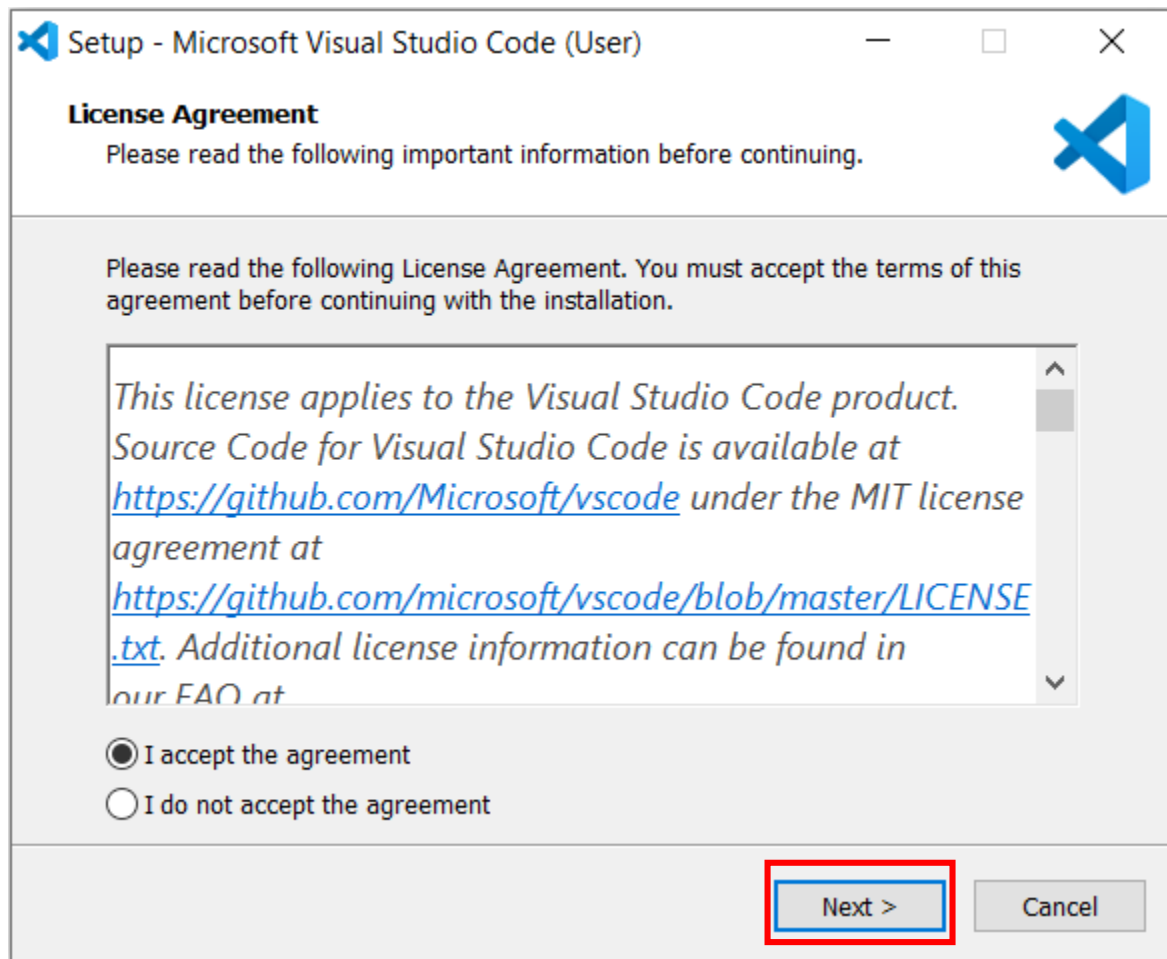 Setup - Microsoft Visual Studio Code (User)
License Agreement
Please read the following important information before continuing.
Please read the following License Agreement. You must accept the terms of this
agreement before continuing with the installation.
This license applies to the Visual Studio Code product.
Source Code for Visual Studio Code is available at
https://github.com/Microsoft/vscode under the MIT license
agreement at
https://github.com/microsoft/vscode/blob/master/LICENSE
.txt. Additional license information can be found in
our FAQ at
I accept the agreement
I do not accept the agreement
Next >
Cancel